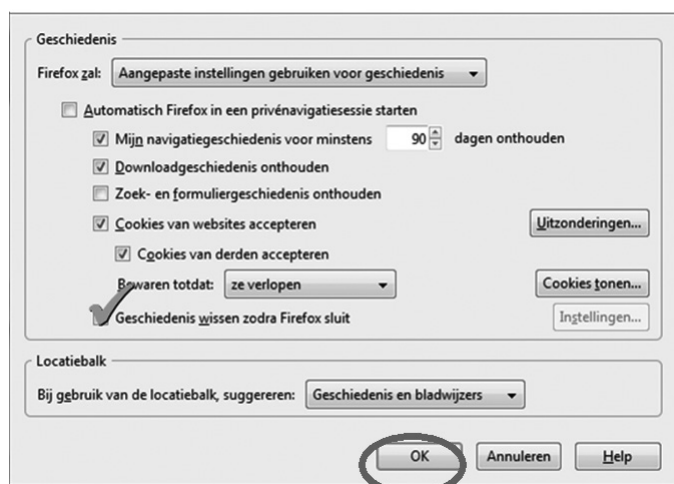 Geschiedenis
Firefox zal: Aangepaste instellingen gebruiken voor geschiedenis
Automatisch Firefox in een privénavigatiesessie starten
Mijn navigatiegeschiedenis voor minstens 90 dagen onthouden
Downloadgeschiedenis onthouden
Zoek- en formuliergeschiedenis onthouden
Cookies van websites accepteren Uitzonderingen...
Cookies van derden accepteren
Bewaren totdat: ze verlopen Cookies tonen...
Geschiedenis wissen zodra Firefox sluit Instellingen...
Locatiebalk
Bij gebruik van de locatiebalk, suggereren: Geschiedenis en bladwijzers
OK Annuleren Help